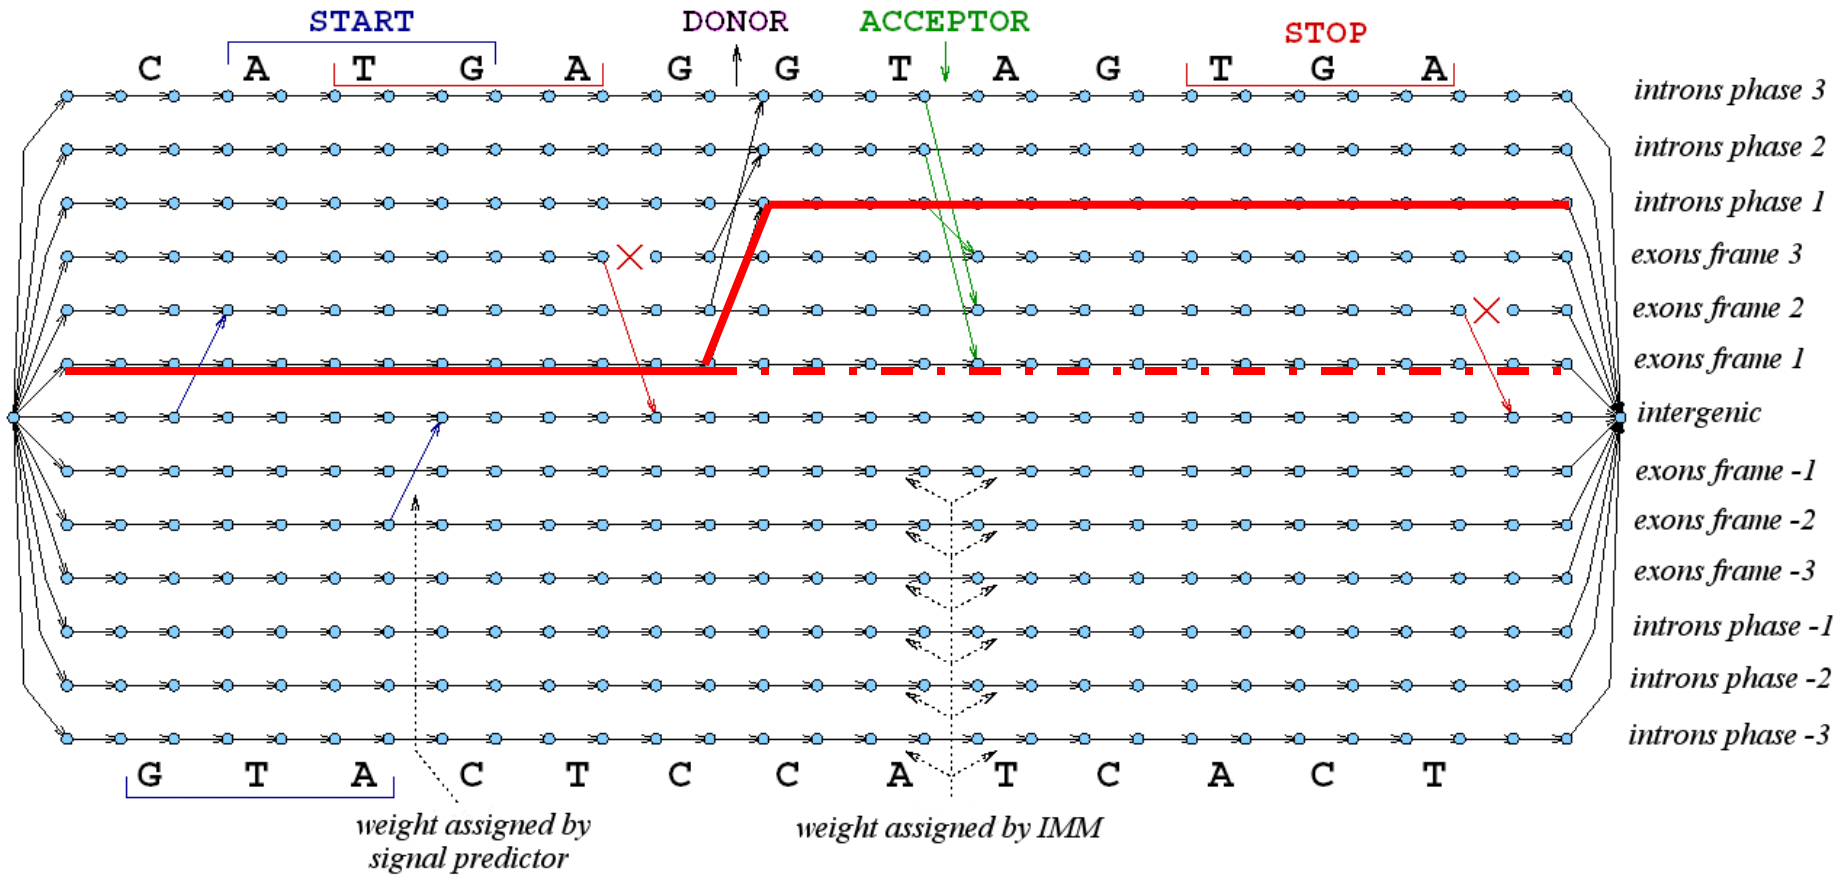 START DONOR ACCEPTOR STOP
C A T G A G G T A G T G A
introns phase 3
introns phase 2
introns phase 1
exons frame 3
exons frame 2
exons frame 1
intergenic
exons frame -1
exons frame -2
exons frame -3
introns phase -1
introns phase -2
introns phase -3
G T A C T C C A T C A C T
weight assigned by
signal predictor
weight assigned by IMM